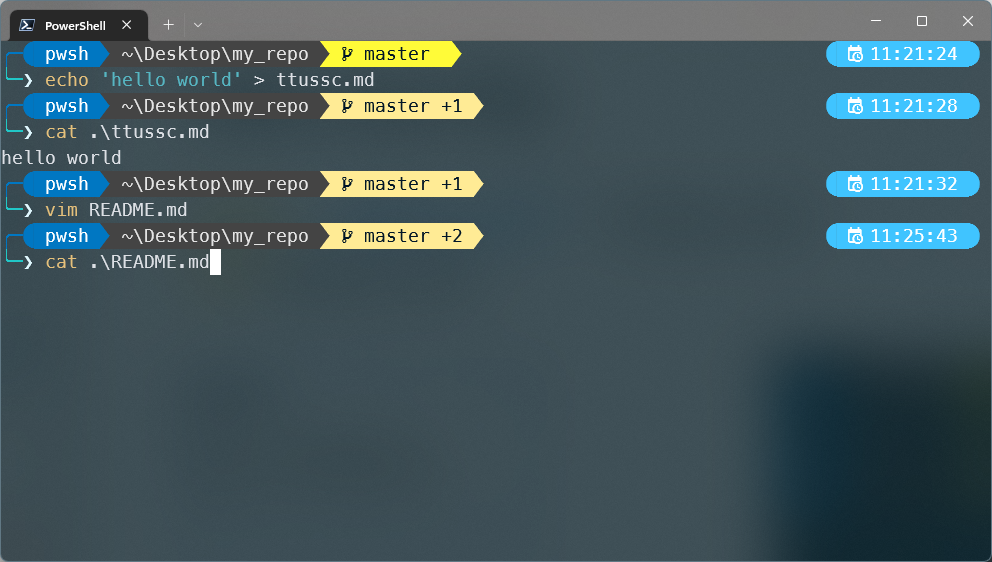 PowerShell
pwsh ~\Desktop\my_repo master 11:21:24
❯ echo 'hello world' > ttussc.md
pwsh ~\Desktop\my_repo master +1 11:21:28
❯ cat .\ttussc.md
hello world
pwsh ~\Desktop\my_repo master +1 11:21:32
❯ vim README.md
pwsh ~\Desktop\my_repo master +2 11:25:43
❯ cat .\README.md